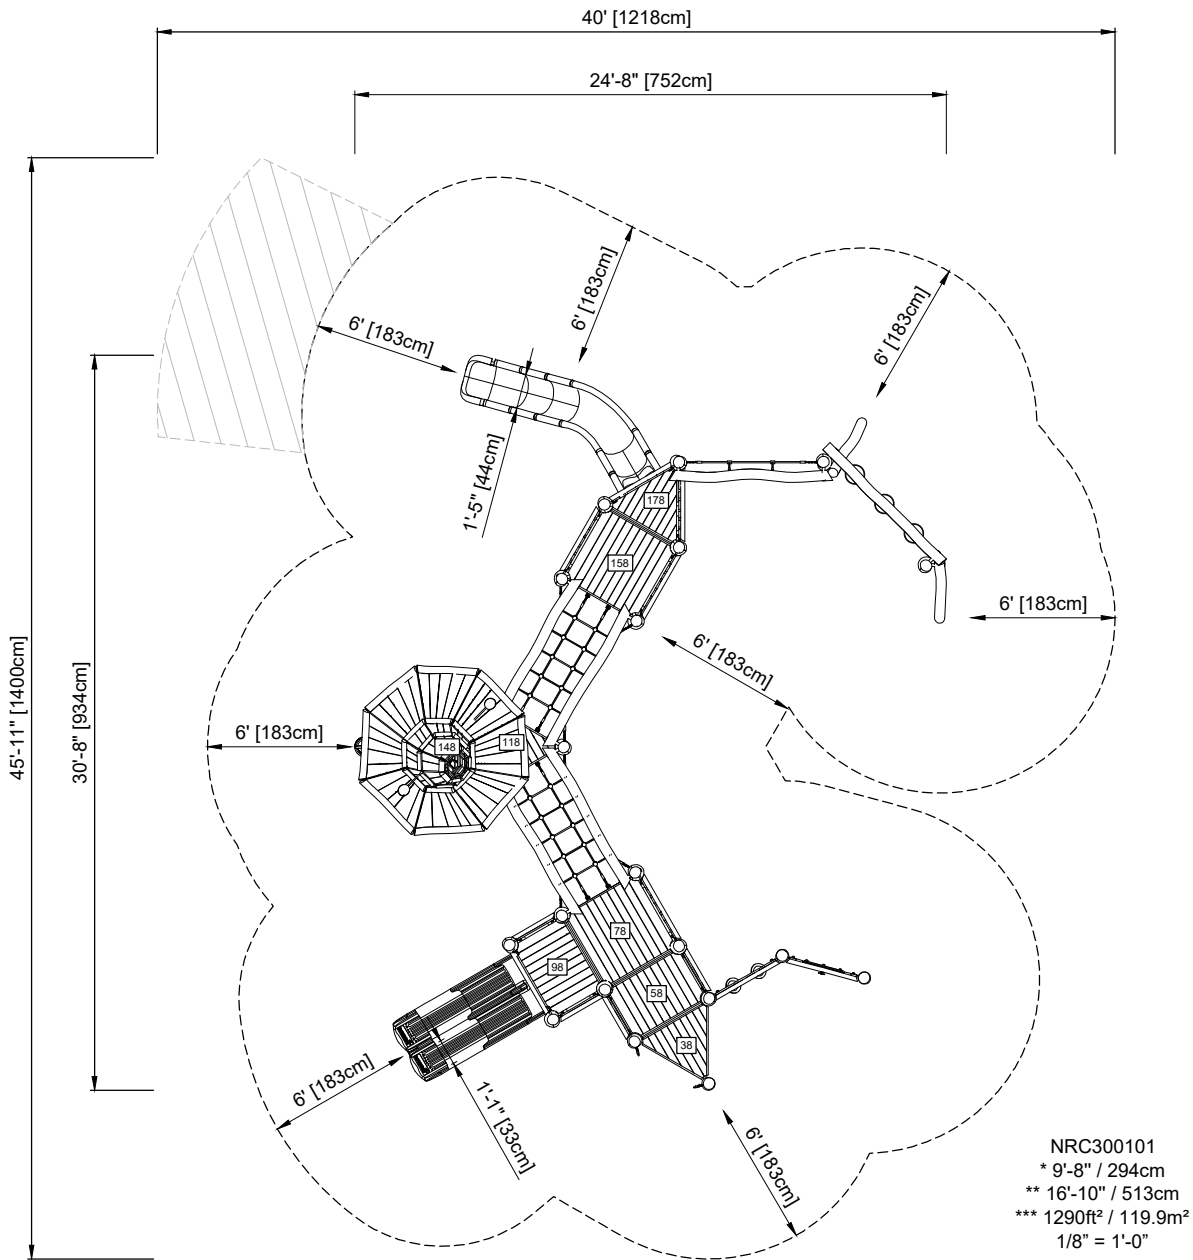 40' [1218cm]
24'-8" [752cm]
6' [183cm]
6' [183cm]
6' [183cm]
1'-5" [44cm]
178
158
6' [183cm]
6' [183cm]
45'-11" [1400cm]
30'-8" [934cm]
6' [183cm]
148
118
78
98
58
38
6' [183cm]
1'-1" [33cm]
6' [183cm]
NRC300101
* 9'-8" / 294cm
** 16'-10" / 513cm
*** 1290ft² / 119.9m²
1/8” = 1'-0”